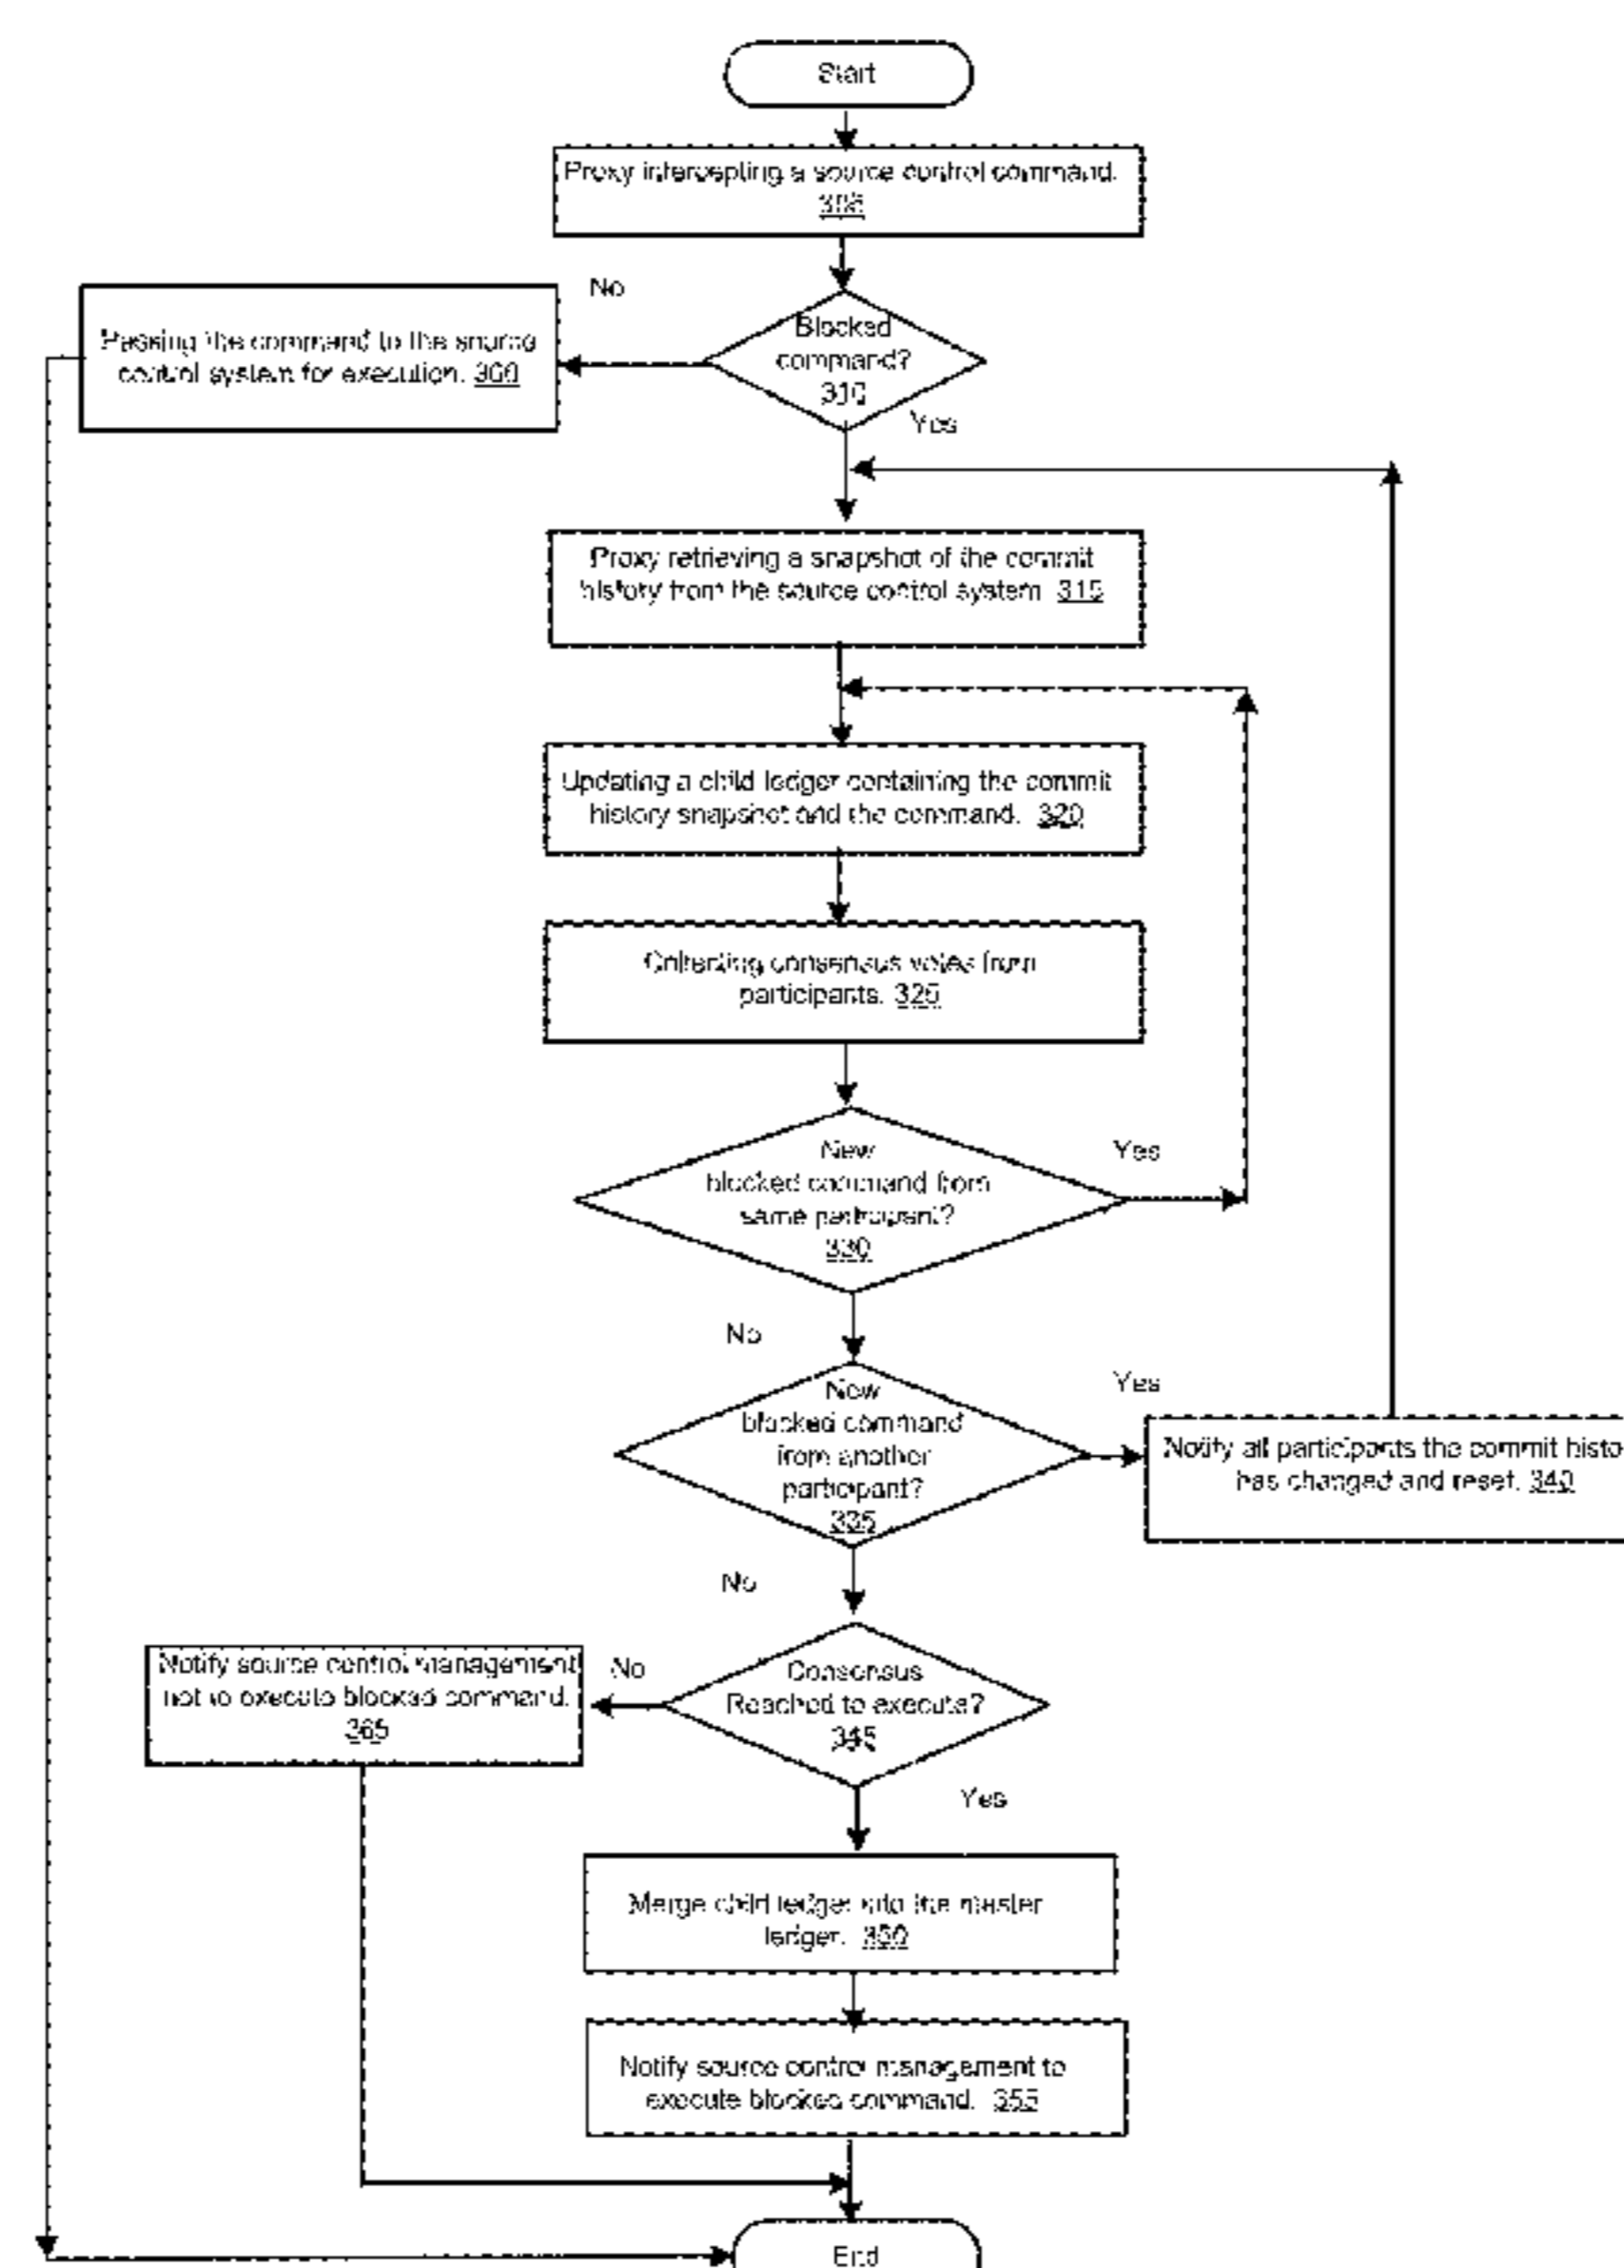 Start
Proxy intercepting a source control command.
305
No
Blocked
command?
310
Passing the command to the source
control system for execution. 360
Yes
Proxy retrieving a snapshot of the commit
history from the source control system 315
Updating a child ledger containing the commit
history snapshot and the command. 320
Collecting consensus votes from
participants. 325
New
blocked command from
same participant?
330
Yes
No
New
blocked command
from another
participant?
335
Yes
Notify all participants the commit histo
has changed and reset. 340
No
Consensus
Reached to execute?
345
No
Notify source control management
not to execute blocked command.
365
Yes
Merge child ledger into the master
ledger. 350
Notify source control management to
execute blocked command. 355
End